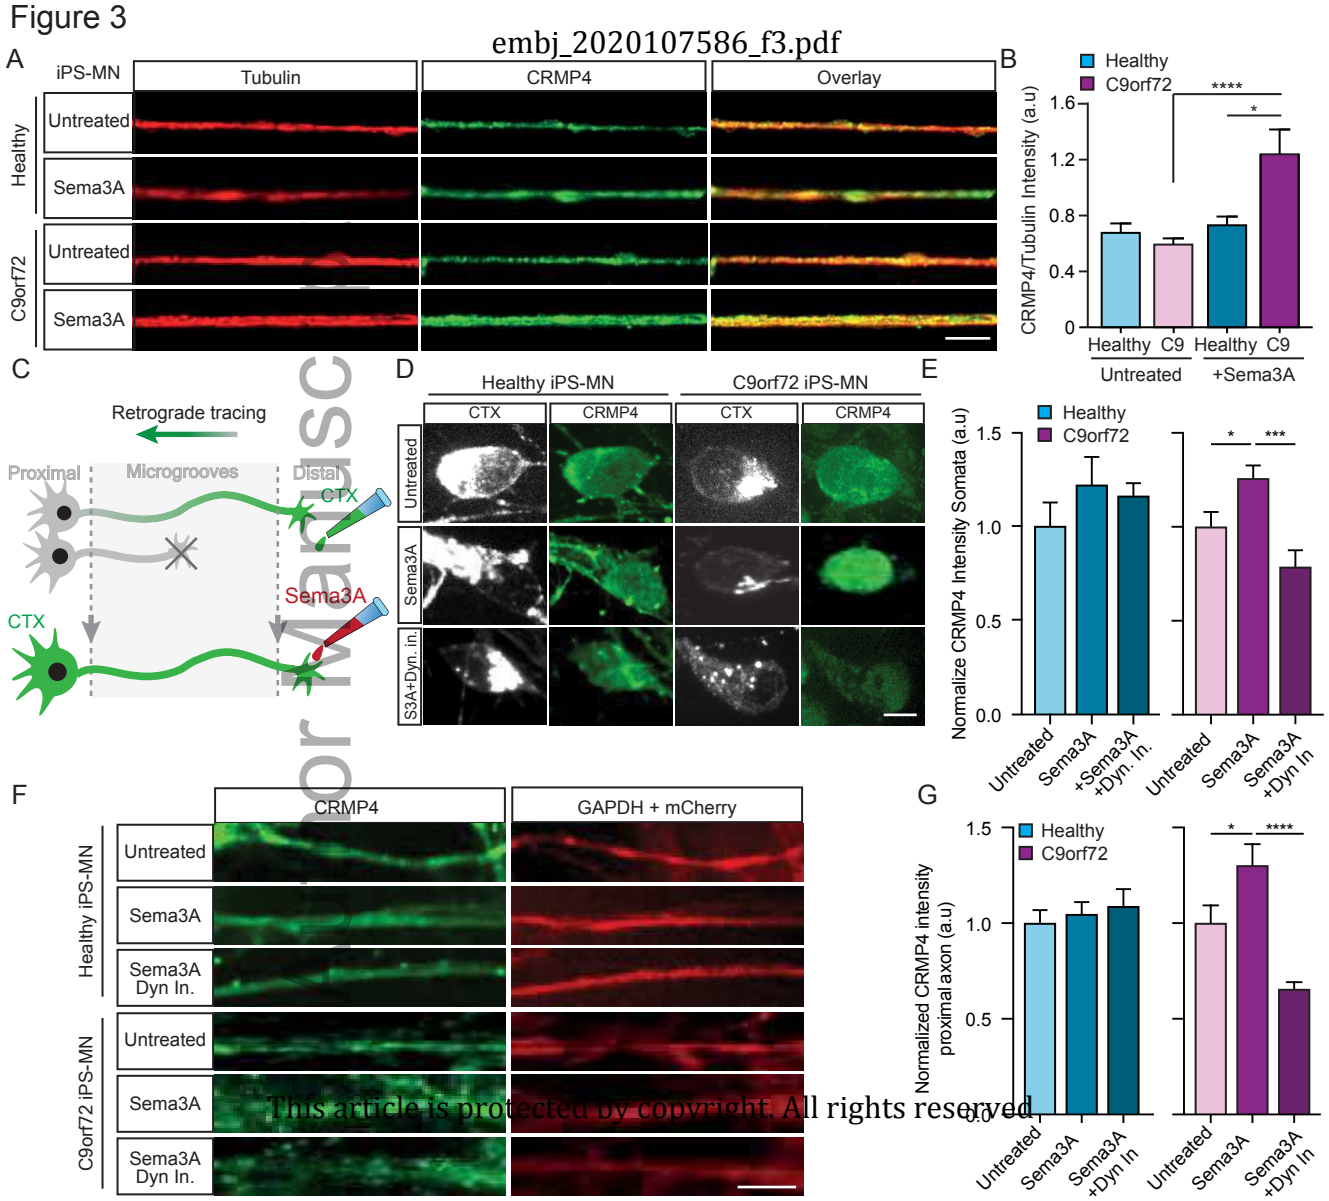 Figure 3
embj_2020107586_f3.pdf
A
iPS-MN
Tubulin
CRMP4
Overlay
Healthy
Untreated
Sema3A
C9orf72
Untreated
Sema3A
B
Healthy
C9orf72
CRMP4/Tubulin Intensity (a.u)
1.6
1.2
0.8
0.4
0
****
*
Healthy C9 Healthy C9
Untreated
+Sema3A
C
Retrograde tracing
Proximal
Microgrooves
Distal
CTX
Sema3A
CTX
D
Healthy iPS-MN
C9orf72 iPS-MN
CTX
CRMP4
CTX
CRMP4
Untreated
Sema3A
S3A+Dyn. in.
E
Healthy
C9orf72
Normalize CRMP4 Intensity Somata (a.u)
1.5
1.0
0.5
0.0
* ***
Untreated
Sema3A
+Sema3A
+Dyn. In.
Untreated
Sema3A
Sema3A
+Dyn In
F
CRMP4
GAPDH + mCherry
Healthy iPS-MN
Untreated
Sema3A
Sema3A
Dyn In.
C9orf72 iPS-MN
Untreated
Sema3A
Sema3A
Dyn In.
G
Healthy
C9orf72
Normalized CRMP4 intensity
proximal axon (a.u)
1.5
1.0
0.5
0.0
* ****
Untreated
Sema3A
Sema3A
+Dyn In
Untreated
Sema3A
Sema3A
+Dyn In
This article is protected by copyright. All rights reserved